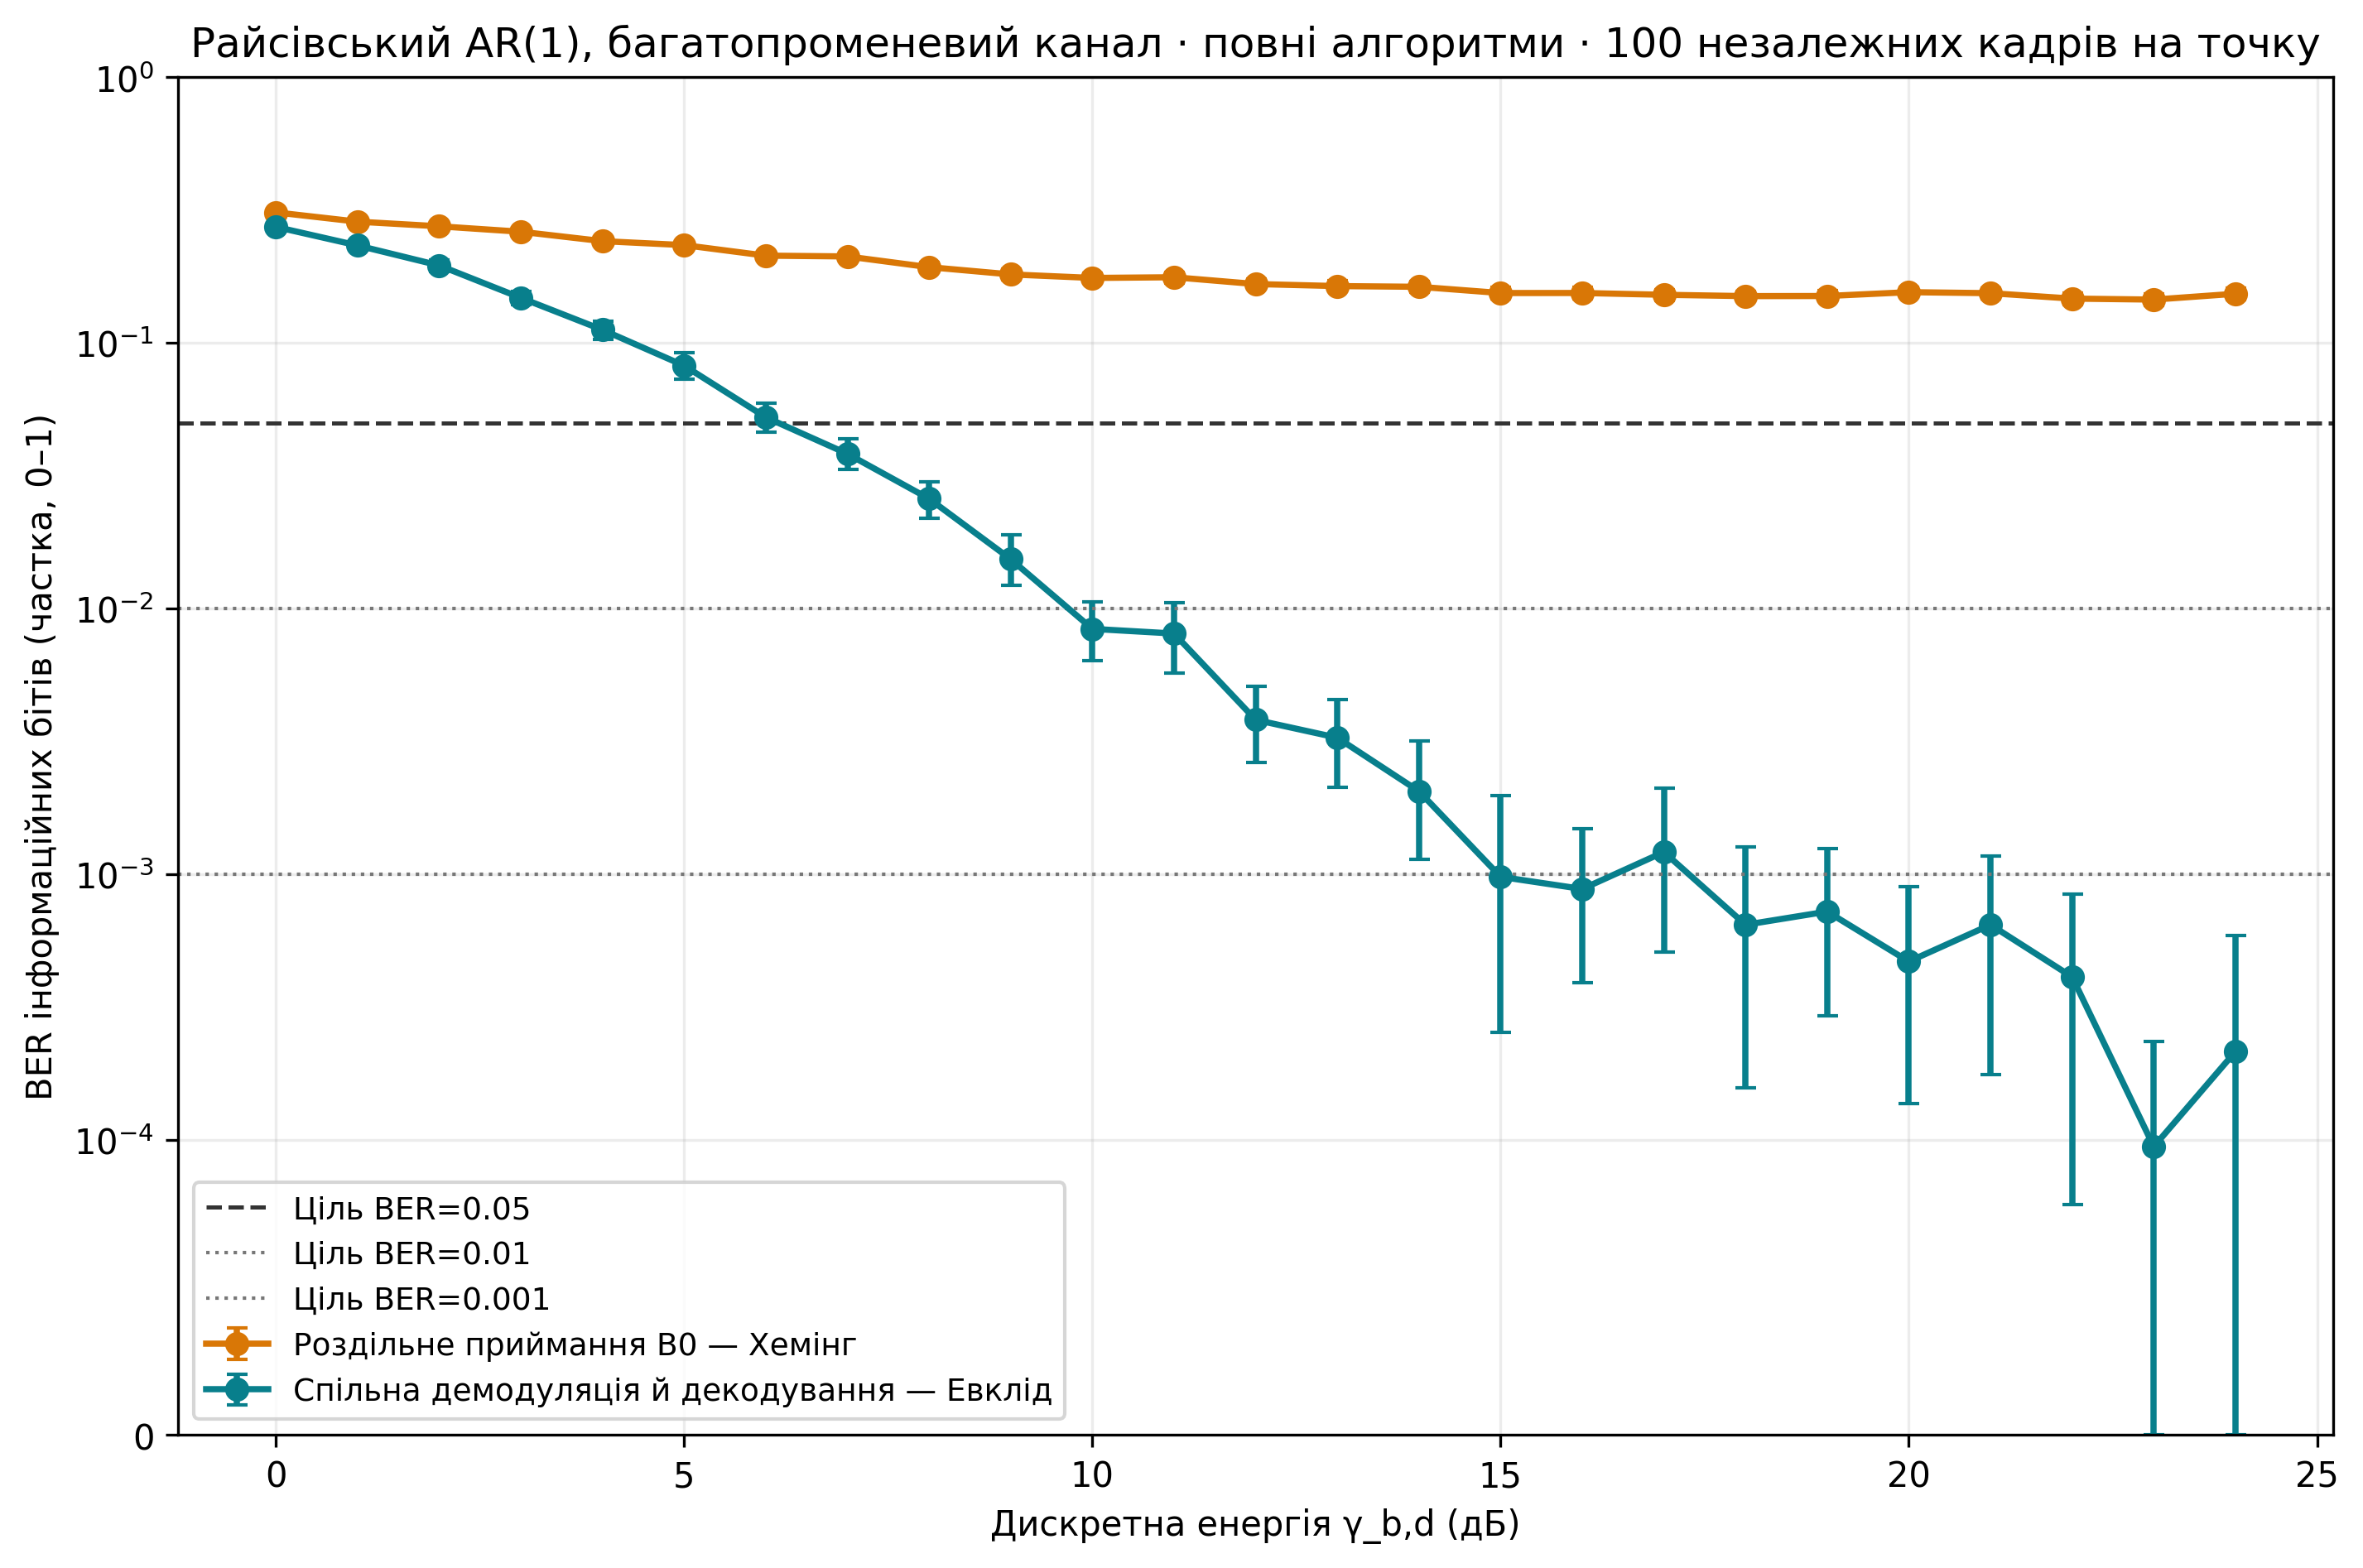 Райсівський AR(1), багатопроменевий канал · повні алгоритми · 100 незалежних кадрів на точку
BER інформаційних бітів (частка, 0–1)
10⁰
10⁻¹
10⁻²
10⁻³
10⁻⁴
0
Ціль BER=0.05
Ціль BER=0.01
Ціль BER=0.001
Роздільне приймання B0 — Хемінг
Спільна демодуляція й декодування — Евклід
0 5 10 15 20 25
Дискретна енергія γ_b,d (дБ)